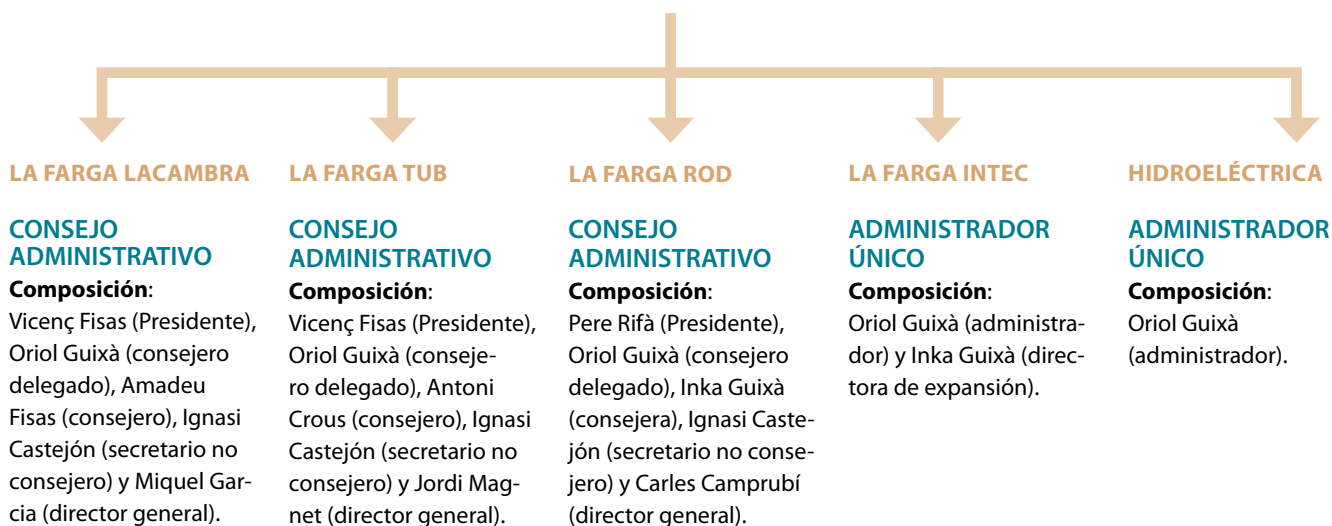 LA FARGA LACAMBRA
CONSEJO
ADMINISTRATIVO
Composición:
Vicenç Fisas (Presidente),
Oriol Guixà (consejero
delegado), Amadeu
Fisas (consejero), Ignasi
Castejón (secretario no
consejero) y Miquel Gar-
cia (director general).
LA FARGA TUB
CONSEJO
ADMINISTRATIVO
Composición:
Vicenç Fisas (Presidente),
Oriol Guixà (conseje-
ro delegado), Antoni
Crous (consejero), Ignasi
Castejón (secretario no
consejero) y Jordi Mag-
net (director general).
LA FARGA ROD
CONSEJO
ADMINISTRATIVO
Composición:
Pere Rifà (Presidente),
Oriol Guixà (consejero
delegado), Inka Guixà
(consejera), Ignasi Caste-
jón (secretario no conse-
jero) y Carles Camprubí
(director general).
LA FARGA INTEC
ADMINISTRADOR
ÚNICO
Composición:
Oriol Guixà (administra-
dor) y Inka Guixà (direc-
tora de expansión).
HIDROELÉCTRICA
ADMINISTRADOR
ÚNICO
Composición:
Oriol Guixà
(administrador).